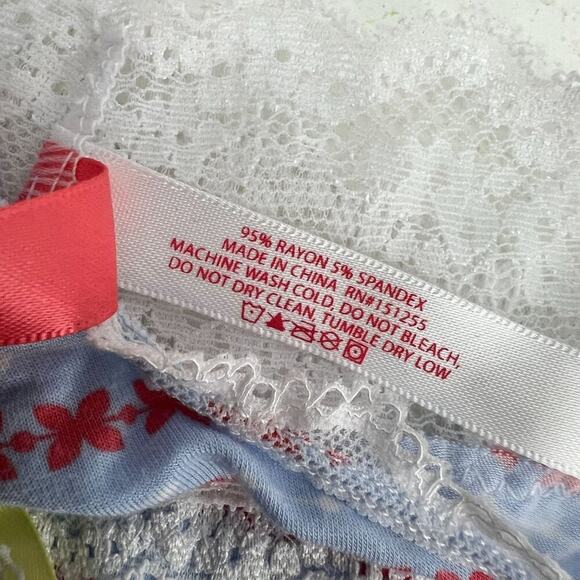 95% RAYON 5% SPANDEX
MADE IN CHINA RN#151255
MACHINE WASH COLD. DO NOT BLEACH,
DO NOT DRY CLEAN. TUMBLE DRY LOW